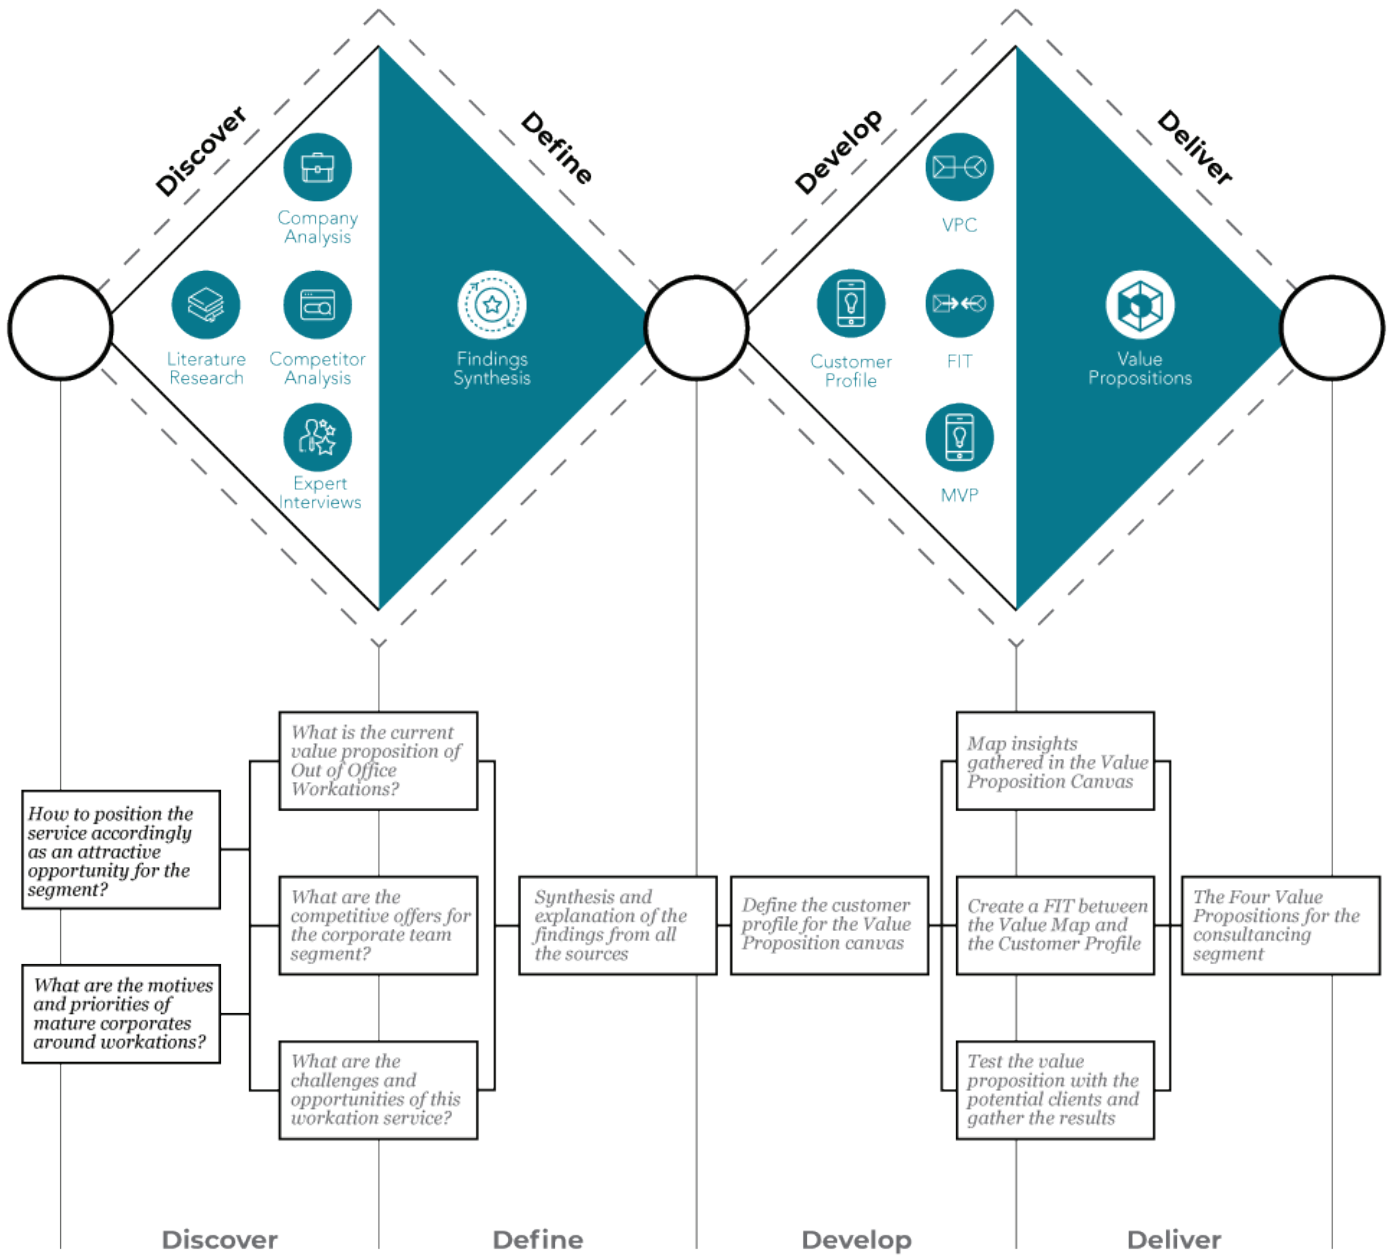 Discover
Define
Develop
Deliver
Company
Analysis
Literature
Research
Competitor
Analysis
Expert
Interviews
Findings
Synthesis
VPC
Customer
Profile
FIT
MVP
Value
Propositions
How to position the
service accordingly
as an attractive
opportunity for the
segment?
What are the motives
and priorities of
mature corporates
around workations?
What is the current
value proposition of
Out of Office
Workations?
What are the
competitive offers for
the corporate team
segment?
What are the
challenges and
opportunities of this
workation service?
Synthesis and
explanation of the
findings from all
the sources
Define the customer
profile for the Value
Proposition canvas
Map insights
gathered in the Value
Proposition Canvas
Create a FIT between
the Value Map and
the Customer Profile
Test the value
proposition with the
potential clients and
gather the results
The Four Value
Propositions for the
consultancing
segment
Discover
Define
Develop
Deliver